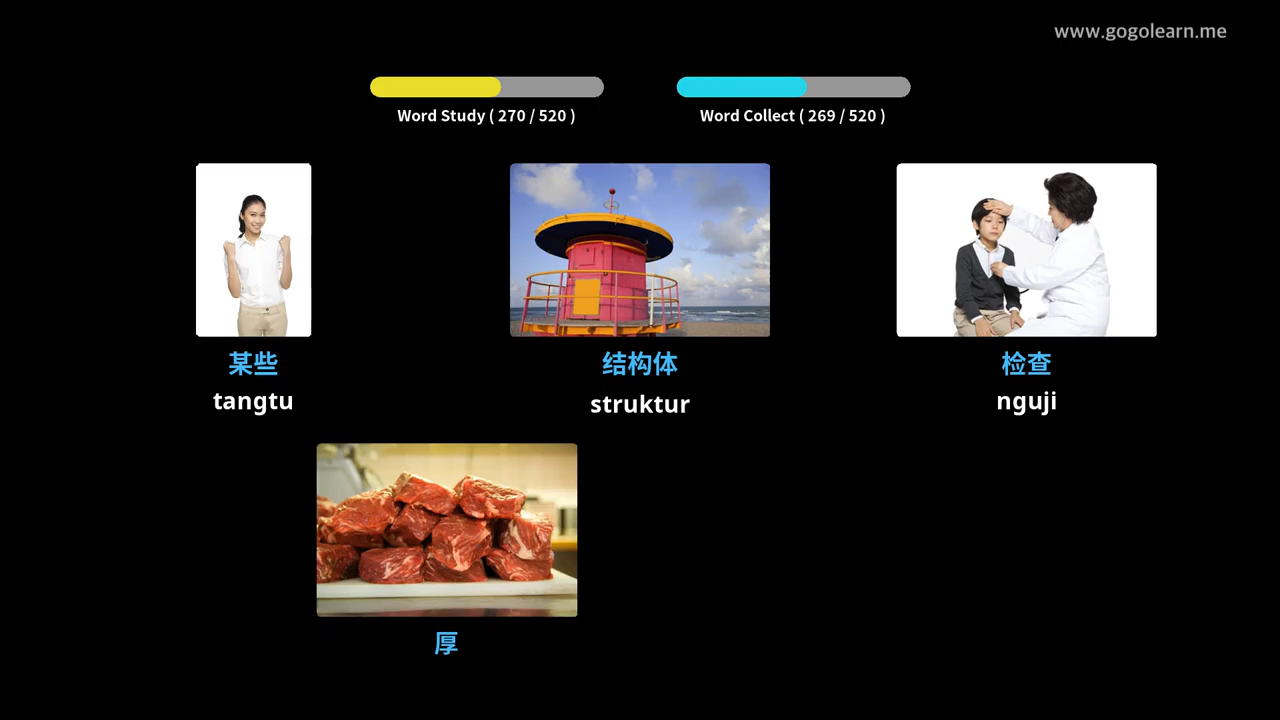 www.gogolearn.me
Word Study ( 270 / 520 )
Word Collect ( 269 / 520 )
某些
tangtu
结构体
struktur
检查
nguji
厚